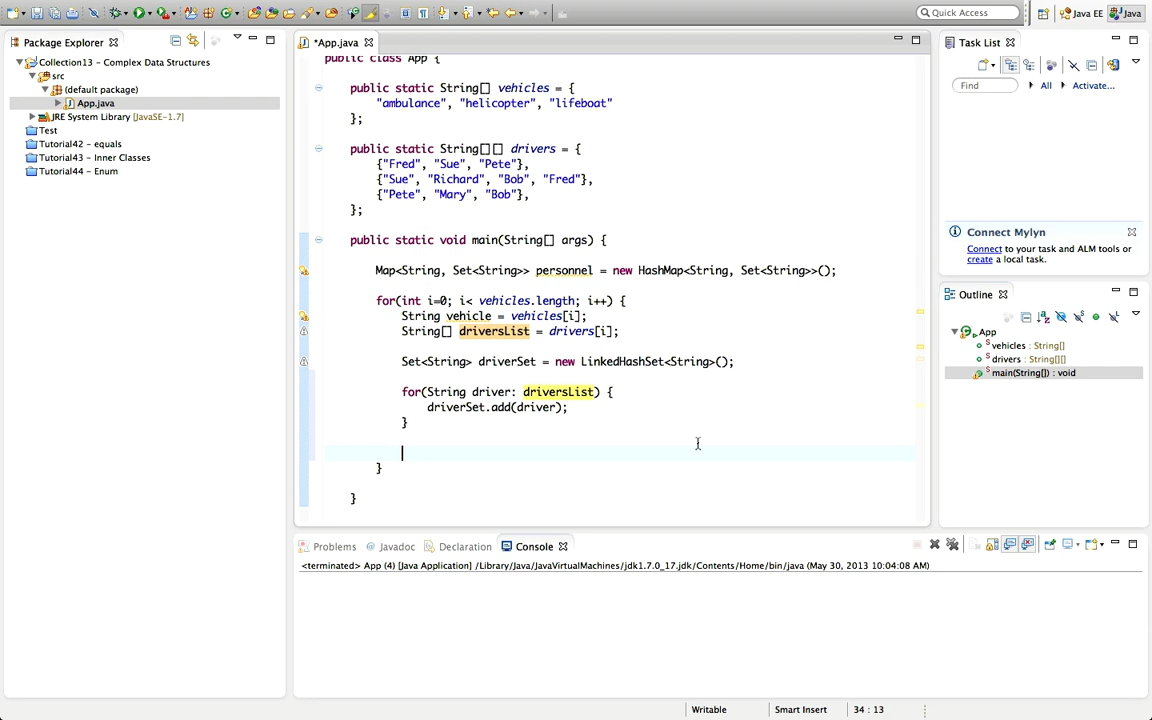 Quick Access
Java EE
Java
Package Explorer
Collection13 - Complex Data Structures
src
(default package)
App.java
JRE System Library [JavaSE-1.7]
Test
Tutorial42 - equals
Tutorial43 - Inner Classes
Tutorial44 - Enum
*App.java
public class App {
public static String[] vehicles = {
"ambulance", "helicopter", "lifeboat"
};
public static String[][] drivers = {
{"Fred", "Sue", "Pete"},
{"Sue", "Richard", "Bob", "Fred"},
{"Pete", "Mary", "Bob"},
};
public static void main(String[] args) {
Map<String, Set<String>> personnel = new HashMap<String, Set<String>>();
for(int i=0; i< vehicles.length; i++) {
String vehicle = vehicles[i];
String[] driversList = drivers[i];
Set<String> driverSet = new LinkedHashSet<String>();
for(String driver: driversList) {
driverSet.add(driver);
}
}
}
Task List
Find
All
Activate...
Connect Mylyn
Connect to your task and ALM tools or
create a local task.
Outline
App
vehicles : String[]
drivers : String[][]
main(String[]) : void
Problems
Javadoc
Declaration
Console
<terminated> App (4) [Java Application] /Library/Java/JavaVirtualMachines/jdk1.7.0_17.jdk/Contents/Home/bin/java (May 30, 2013 10:04:08 AM)
Writable
Smart Insert
34 : 13